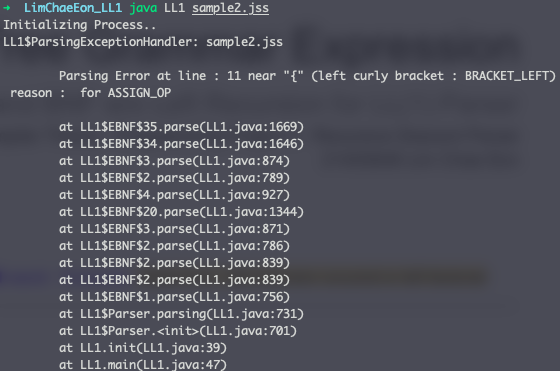 ➜ LimChaeEon_LL1 java LL1 sample2.jss
Initializing Process..
LL1$ParsingExceptionHandler: sample2.jss
Parsing Error at line : 11 near "{" (left curly bracket : BRACKET_LEFT)
reason :  for ASSIGN_OP
at LL1$EBNF$35.parse(LL1.java:1669)
at LL1$EBNF$34.parse(LL1.java:1646)
at LL1$EBNF$3.parse(LL1.java:874)
at LL1$EBNF$2.parse(LL1.java:789)
at LL1$EBNF$4.parse(LL1.java:927)
at LL1$EBNF$20.parse(LL1.java:1344)
at LL1$EBNF$3.parse(LL1.java:871)
at LL1$EBNF$2.parse(LL1.java:786)
at LL1$EBNF$2.parse(LL1.java:839)
at LL1$EBNF$2.parse(LL1.java:839)
at LL1$EBNF$1.parse(LL1.java:756)
at LL1$Parser.parsing(LL1.java:731)
at LL1$Parser.<init>(LL1.java:701)
at LL1.init(LL1.java:39)
at LL1.main(LL1.java:47)